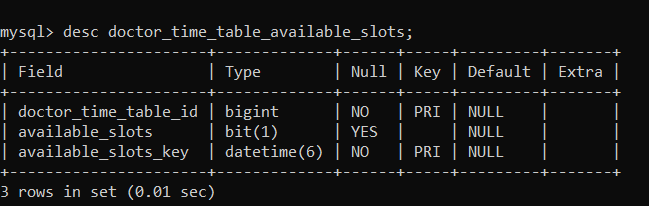 mysql> desc doctor_time_table_available_slots;
+----------------------+-------------+------+-----+---------+-------+
| Field                | Type        | Null | Key | Default | Extra |
+----------------------+-------------+------+-----+---------+-------+
| doctor_time_table_id | bigint      | NO   | PRI | NULL    |       |
| available_slots      | bit(1)      | YES  |     | NULL    |       |
| available_slots_key  | datetime(6) | NO   | PRI | NULL    |       |
+----------------------+-------------+------+-----+---------+-------+
3 rows in set (0.01 sec)